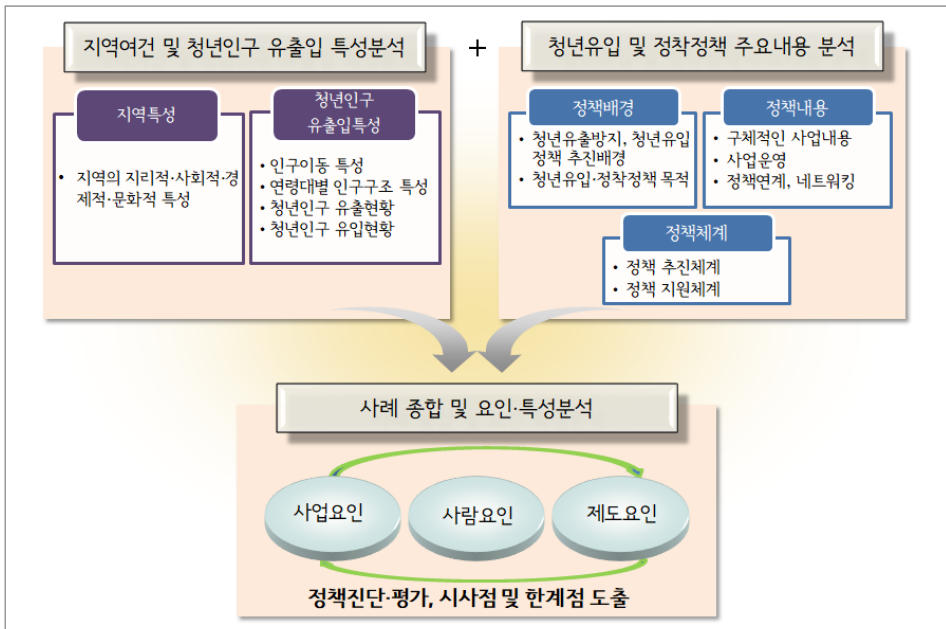 지역여건 및 청년인구 유출입 특성분석
+
청년유입 및 정착정책 주요내용 분석
지역특성
• 지역의 지리적·사회적·경
제적·문화적 특성
청년인구
유출입특성
• 인구이동 특성
• 연령대별 인구구조 특성
• 청년인구 유출현황
• 청년인구 유입현황
정책배경
• 청년유출방지, 청년유입
정책 추진배경
• 청년유입·정착정책 목적
정책내용
• 구체적인 사업내용
• 사업운영
• 정책연계, 네트워킹
정책체계
• 정책 추진체계
• 정책 지원체계
사례 종합 및 요인·특성분석
사업요인
사람요인
제도요인
정책진단·평가, 시사점 및 한계점 도출